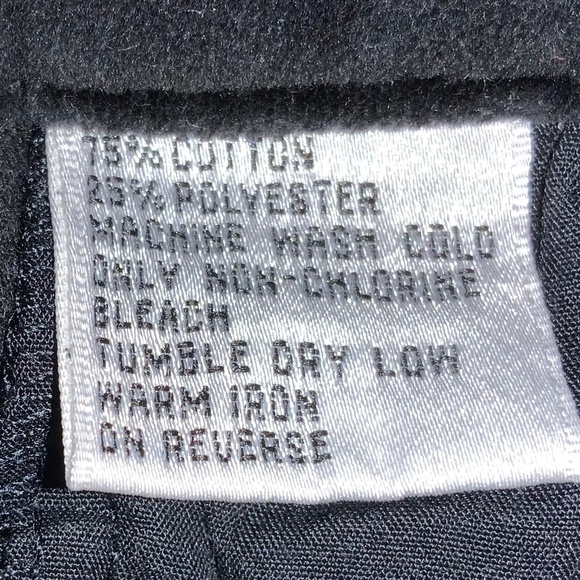 75% COTTON
25% POLYESTER
MACHINE WASH COLD
ONLY NON-CHLORINE
BLEACH
TUMBLE DRY LOW
WARM IRON
ON REVERSE